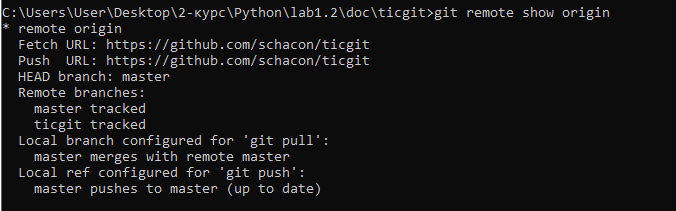 C:\Users\User\Desktop\2-курс\Python\lab1.2\doc\ticgit>git remote show origin
* remote origin
  Fetch URL: https://github.com/schacon/ticgit
  Push  URL: https://github.com/schacon/ticgit
  HEAD branch: master
  Remote branches:
    master tracked
    ticgit tracked
  Local branch configured for 'git pull':
    master merges with remote master
  Local ref configured for 'git push':
    master pushes to master (up to date)